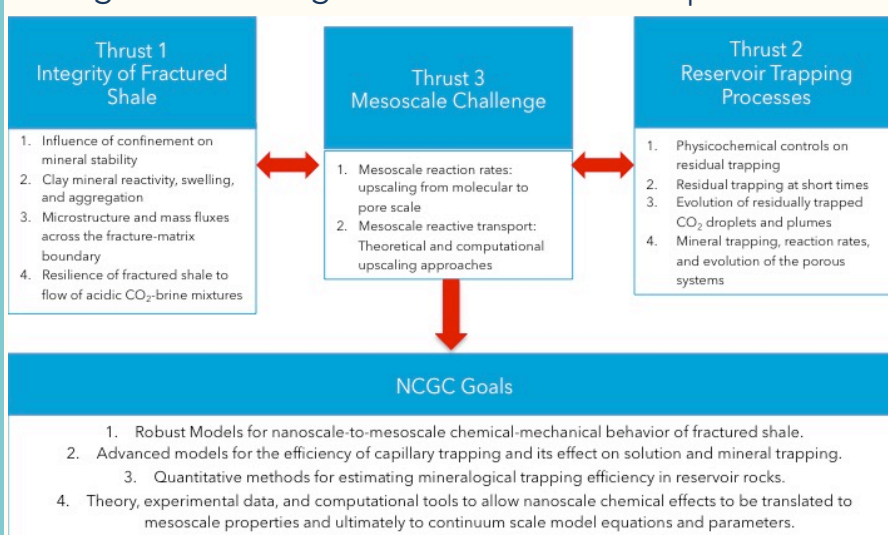 Thrust 1
Integrity of Fractured
Shale
1. Influence of confinement on
mineral stability
2. Clay mineral reactivity, swelling,
and aggregation
3. Microstructure and mass fluxes
across the fracture-matrix
boundary
4. Resilience of fractured shale to
flow of acidic CO₂-brine mixtures
Thrust 3
Mesoscale Challenge
1. Mesoscale reaction rates:
upscaling from molecular to
pore scale
2. Mesoscale reactive transport:
Theoretical and computational
upscaling approaches
Thrust 2
Reservoir Trapping
Processes
1. Physicochemical controls on
residual trapping
2. Residual trapping at short times
3. Evolution of residually trapped
CO₂ droplets and plumes
4. Mineral trapping, reaction rates,
and evolution of the porous
systems
NCGC Goals
1. Robust Models for nanoscale-to-mesoscale chemical-mechanical behavior of fractured shale.
2. Advanced models for the efficiency of capillary trapping and its effect on solution and mineral trapping.
3. Quantitative methods for estimating mineralogical trapping efficiency in reservoir rocks.
4. Theory, experimental data, and computational tools to allow nanoscale chemical effects to be translated to
mesoscale properties and ultimately to continuum scale model equations and parameters.